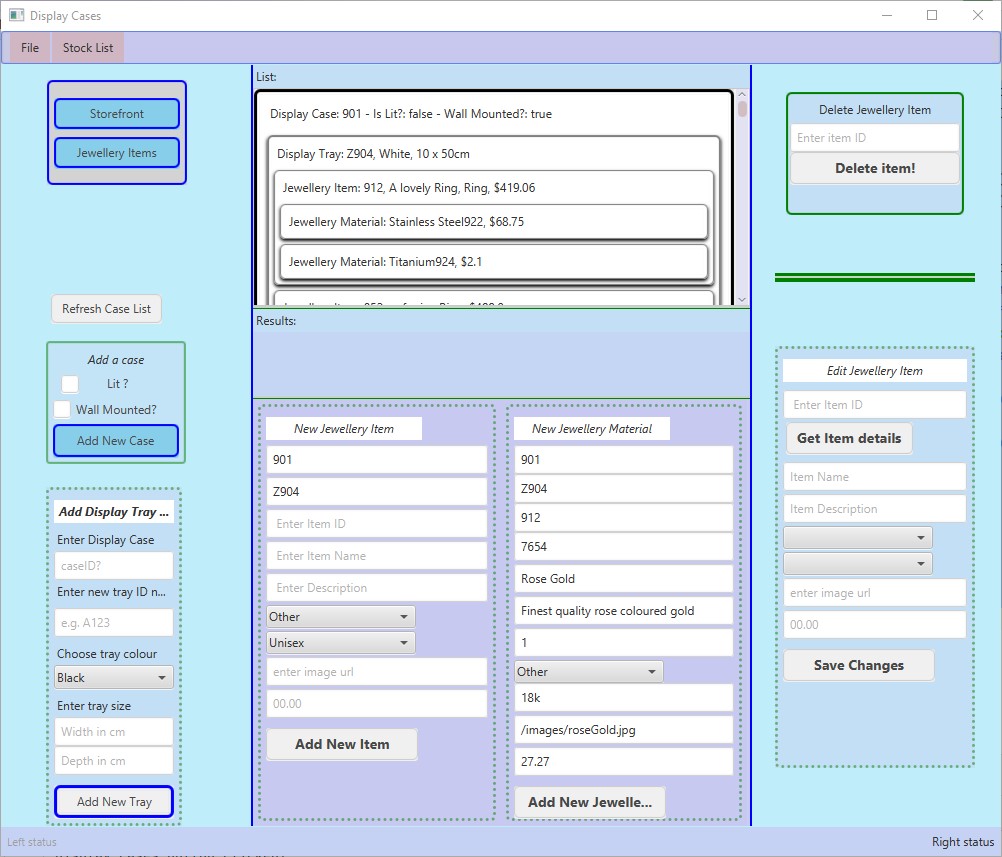 Display Cases
File Stock List
Storefront
Jewellery Items
Refresh Case List
Add a case
Lit ?
Wall Mounted?
Add New Case
Add Display Tray ...
Enter Display Case
caseID?
Enter new tray ID n...
e.g. A123
Choose tray colour
Black
Enter tray size
Width in cm
Depth in cm
Add New Tray
List:
Display Case: 901 - Is Lit?: false - Wall Mounted?: true
Display Tray: Z904, White, 10 x 50cm
Jewellery Item: 912, A lovely Ring, Ring, $419.06
Jewellery Material: Stainless Steel922, $68.75
Jewellery Material: Titanium924, $2.1
Results:
New Jewellery Item
901
Z904
Enter Item ID
Enter Item Name
Enter Description
Other
Unisex
enter image url
00.00
Add New Item
New Jewellery Material
901
Z904
912
7654
Rose Gold
Finest quality rose coloured gold
1
Other
18k
/images/roseGold.jpg
27.27
Add New Jewelle...
Delete Jewellery Item
Enter item ID
Delete item!
Edit Jewellery Item
Enter Item ID
Get Item details
Item Name
Item Description
enter image url
00.00
Save Changes
Left status
Right status